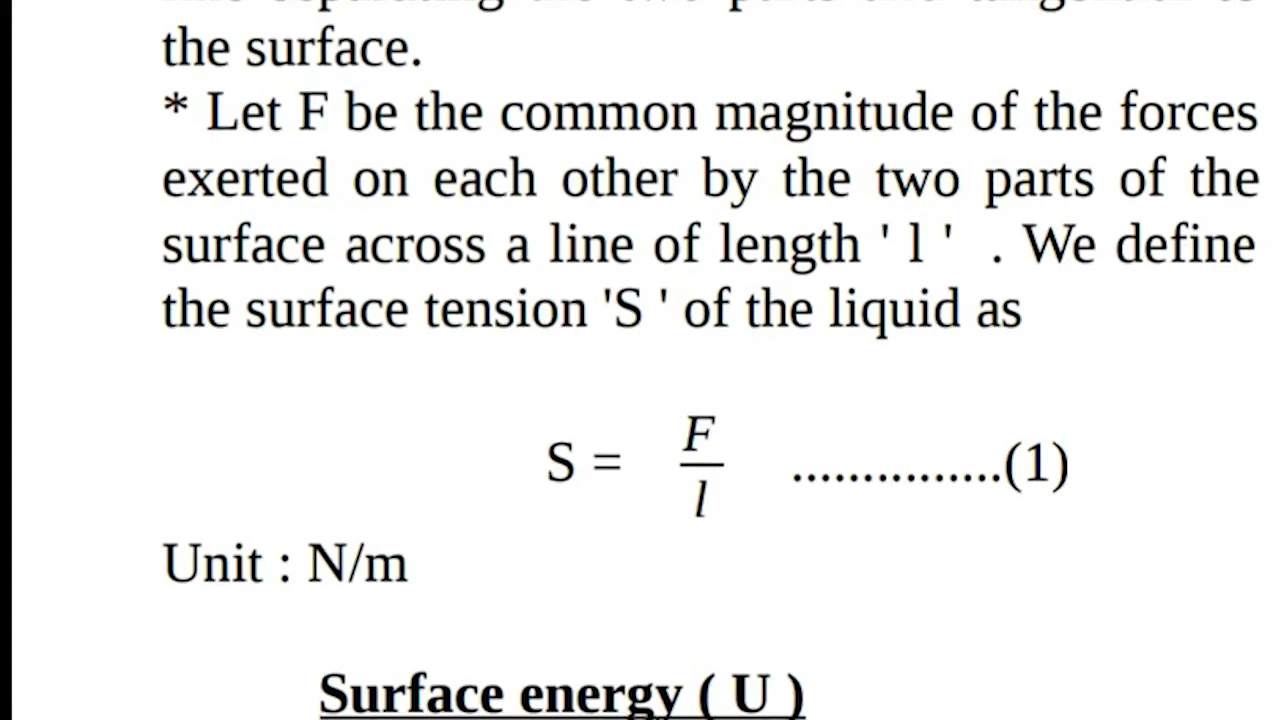 the surface.
* Let F be the common magnitude of the forces
exerted on each other by the two parts of the
surface across a line of length ' l ' . We define
the surface tension 'S ' of the liquid as
S = F/l ...............(1)
Unit : N/m
Surface energy ( U )